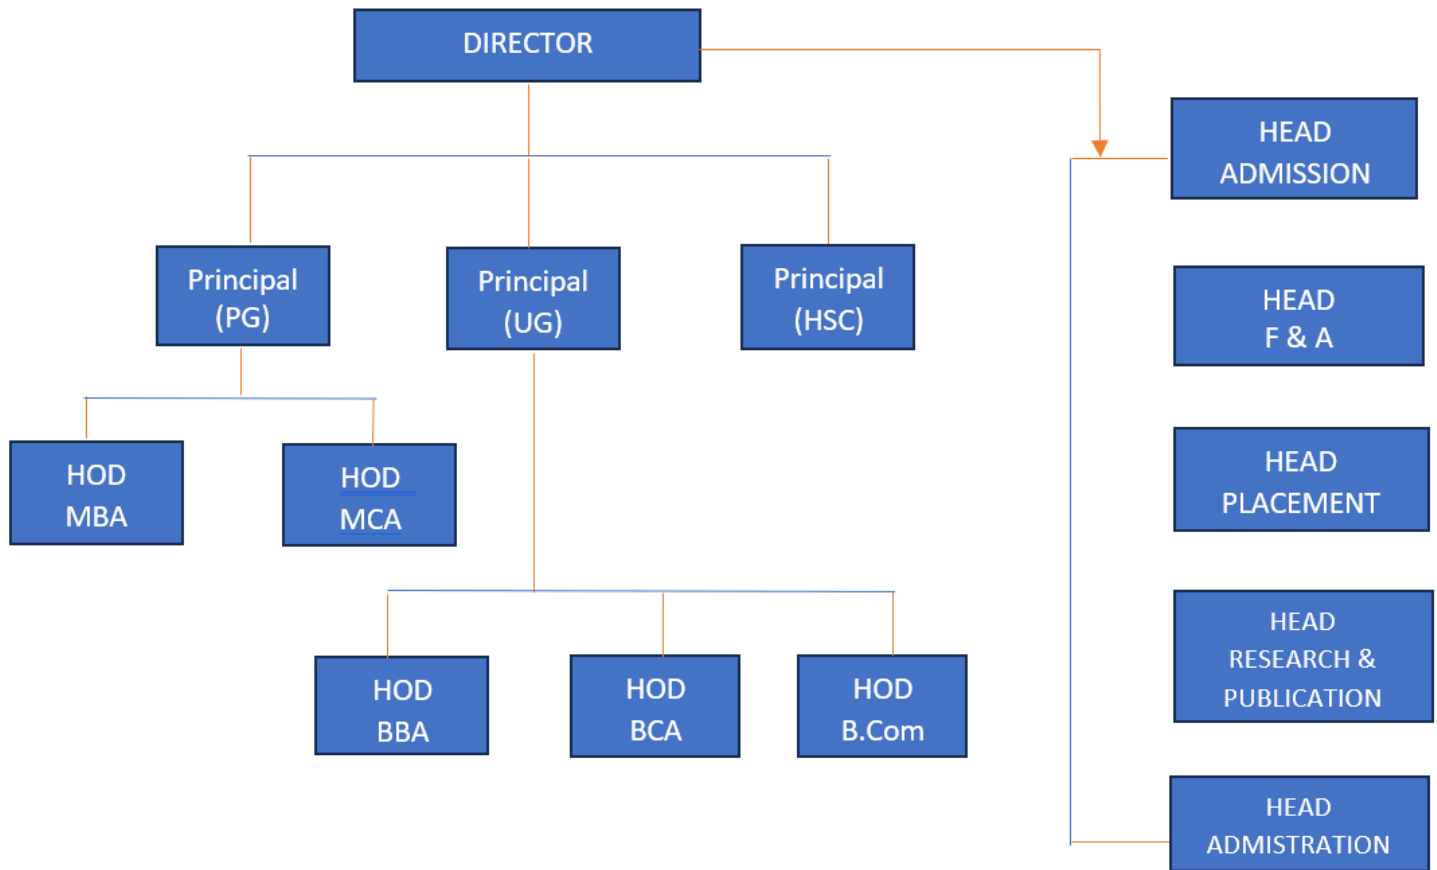 DIRECTOR
HEAD
ADMISSION
Principal
(PG)
Principal
(UG)
Principal
(HSC)
HEAD
F & A
HOD
MBA
HOD
MCA
HEAD
PLACEMENT
HEAD
RESEARCH &
PUBLICATION
HOD
BBA
HOD
BCA
HOD
B.Com
HEAD
ADMISTRATION